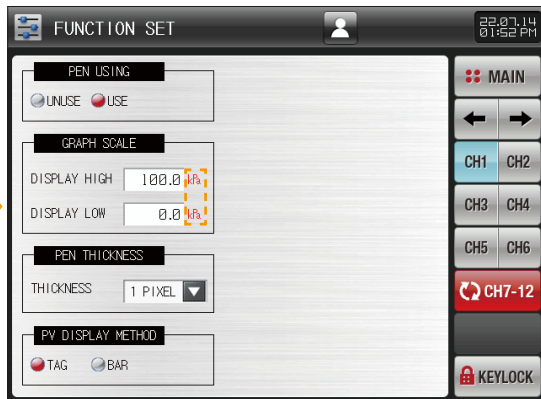 FUNCTION SET
22.07.14
01:52 PM
PEN USING
UNUSE USE
GRAPH SCALE
DISPLAY HIGH 100.0 kPa
DISPLAY LOW 0.0 kPa
PEN THICKNESS
THICKNESS 1 PIXEL
PV DISPLAY METHOD
TAG BAR
MAIN
CH1 CH2
CH3 CH4
CH5 CH6
CH7-12
KEYLOCK